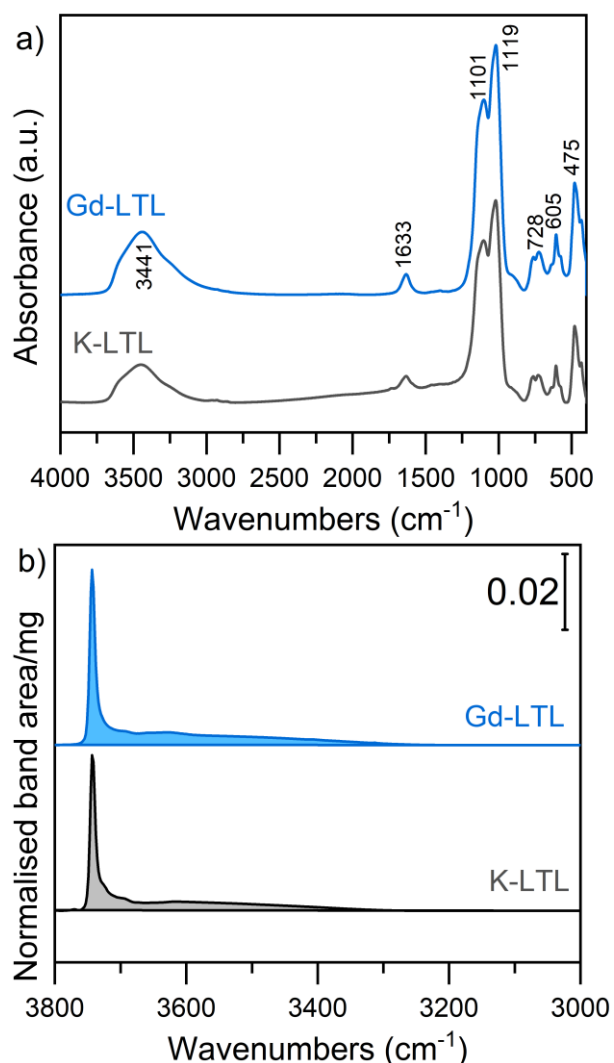 a)
Absorbance (a.u.)
Gd-LTL
K-LTL
3441
1633
1101
1119
728
605
475
4000 3500 3000 2500 2000 1500 1000 500
Wavenumbers (cm⁻¹)
b)
Normalised band area/mg
0.02
Gd-LTL
K-LTL
3800 3600 3400 3200 3000
Wavenumbers (cm⁻¹)